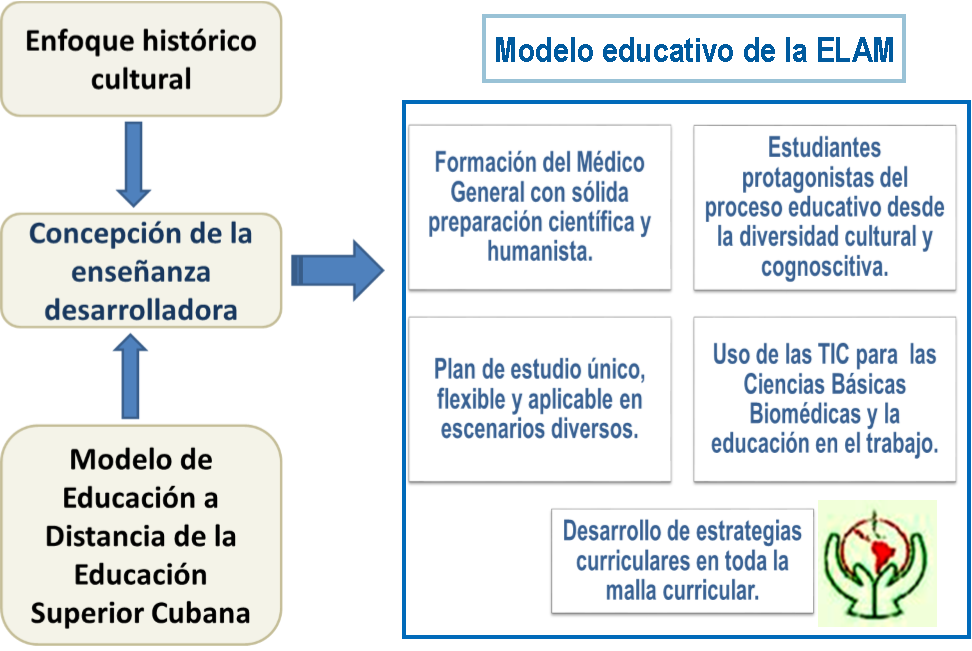 Enfoque histórico
cultural
Concepción de la
enseñanza
desarrolladora
Modelo de
Educación a
Distancia de la
Educación
Superior Cubana
Modelo educativo de la ELAM
Formación del Médico
General con sólida
preparación científica y
humanista.
Estudiantes
protagonistas del
proceso educativo desde
la diversidad cultural y
cognoscitiva.
Plan de estudio único,
flexible y aplicable en
escenarios diversos.
Uso de las TIC para las
Ciencias Básicas
Biomédicas y la
educación en el trabajo.
Desarrollo de estrategias
curriculares en toda la
malla curricular.